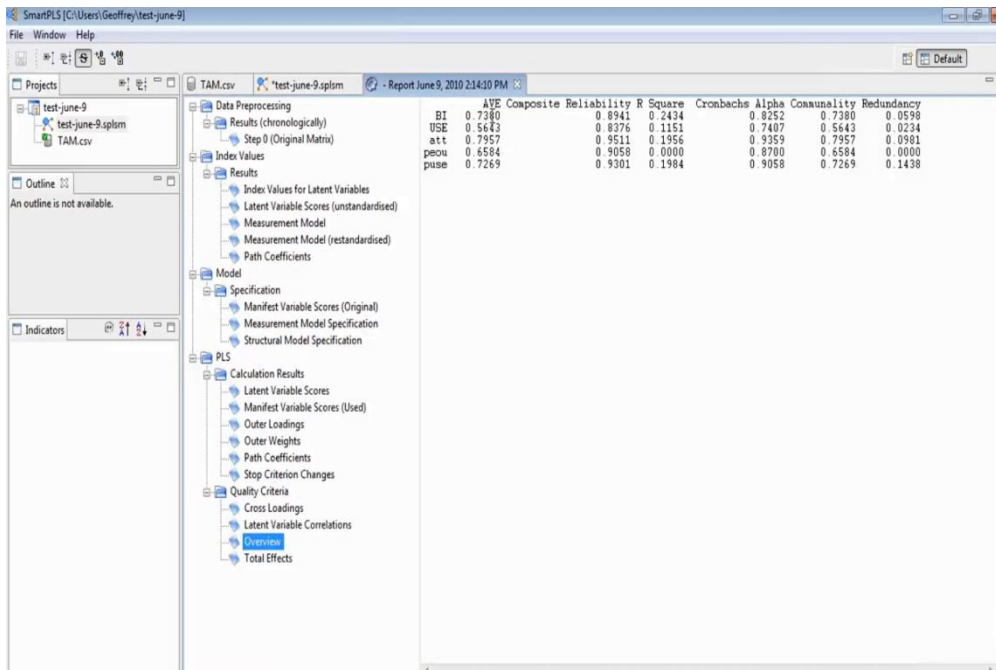 SmartPLS [C:\Users\Geoffrey\test-june-9]
File Window Help
Default
Projects
test-june-9
test-june-9.splsm
TAM.csv
Outline
An outline is not available.
Indicators
TAM.csv *test-june-9.splsm - Report June 9, 2010 2:14:10 PM
Data Preprocessing
Results (chronologically)
Step 0 (Original Matrix)
Index Values
Results
Index Values for Latent Variables
Latent Variable Scores (unstandardised)
Measurement Model
Measurement Model (restandardised)
Path Coefficients
Model
Specification
Manifest Variable Scores (Original)
Measurement Model Specification
Structural Model Specification
PLS
Calculation Results
Latent Variable Scores
Manifest Variable Scores (Used)
Outer Loadings
Outer Weights
Path Coefficients
Stop Criterion Changes
Quality Criteria
Cross Loadings
Latent Variable Correlations
Overview
Total Effects
AVE Composite Reliability R Square Cronbachs Alpha Communality Redundancy
BI 0.7380 0.8941 0.2434 0.8252 0.7380 0.0598
USE 0.5643 0.8376 0.1151 0.7407 0.5643 0.0234
att 0.7957 0.9511 0.1956 0.9359 0.7957 0.0981
peou 0.6584 0.9058 0.0000 0.8700 0.6584 0.0000
puse 0.7269 0.9301 0.1984 0.9058 0.7269 0.1438